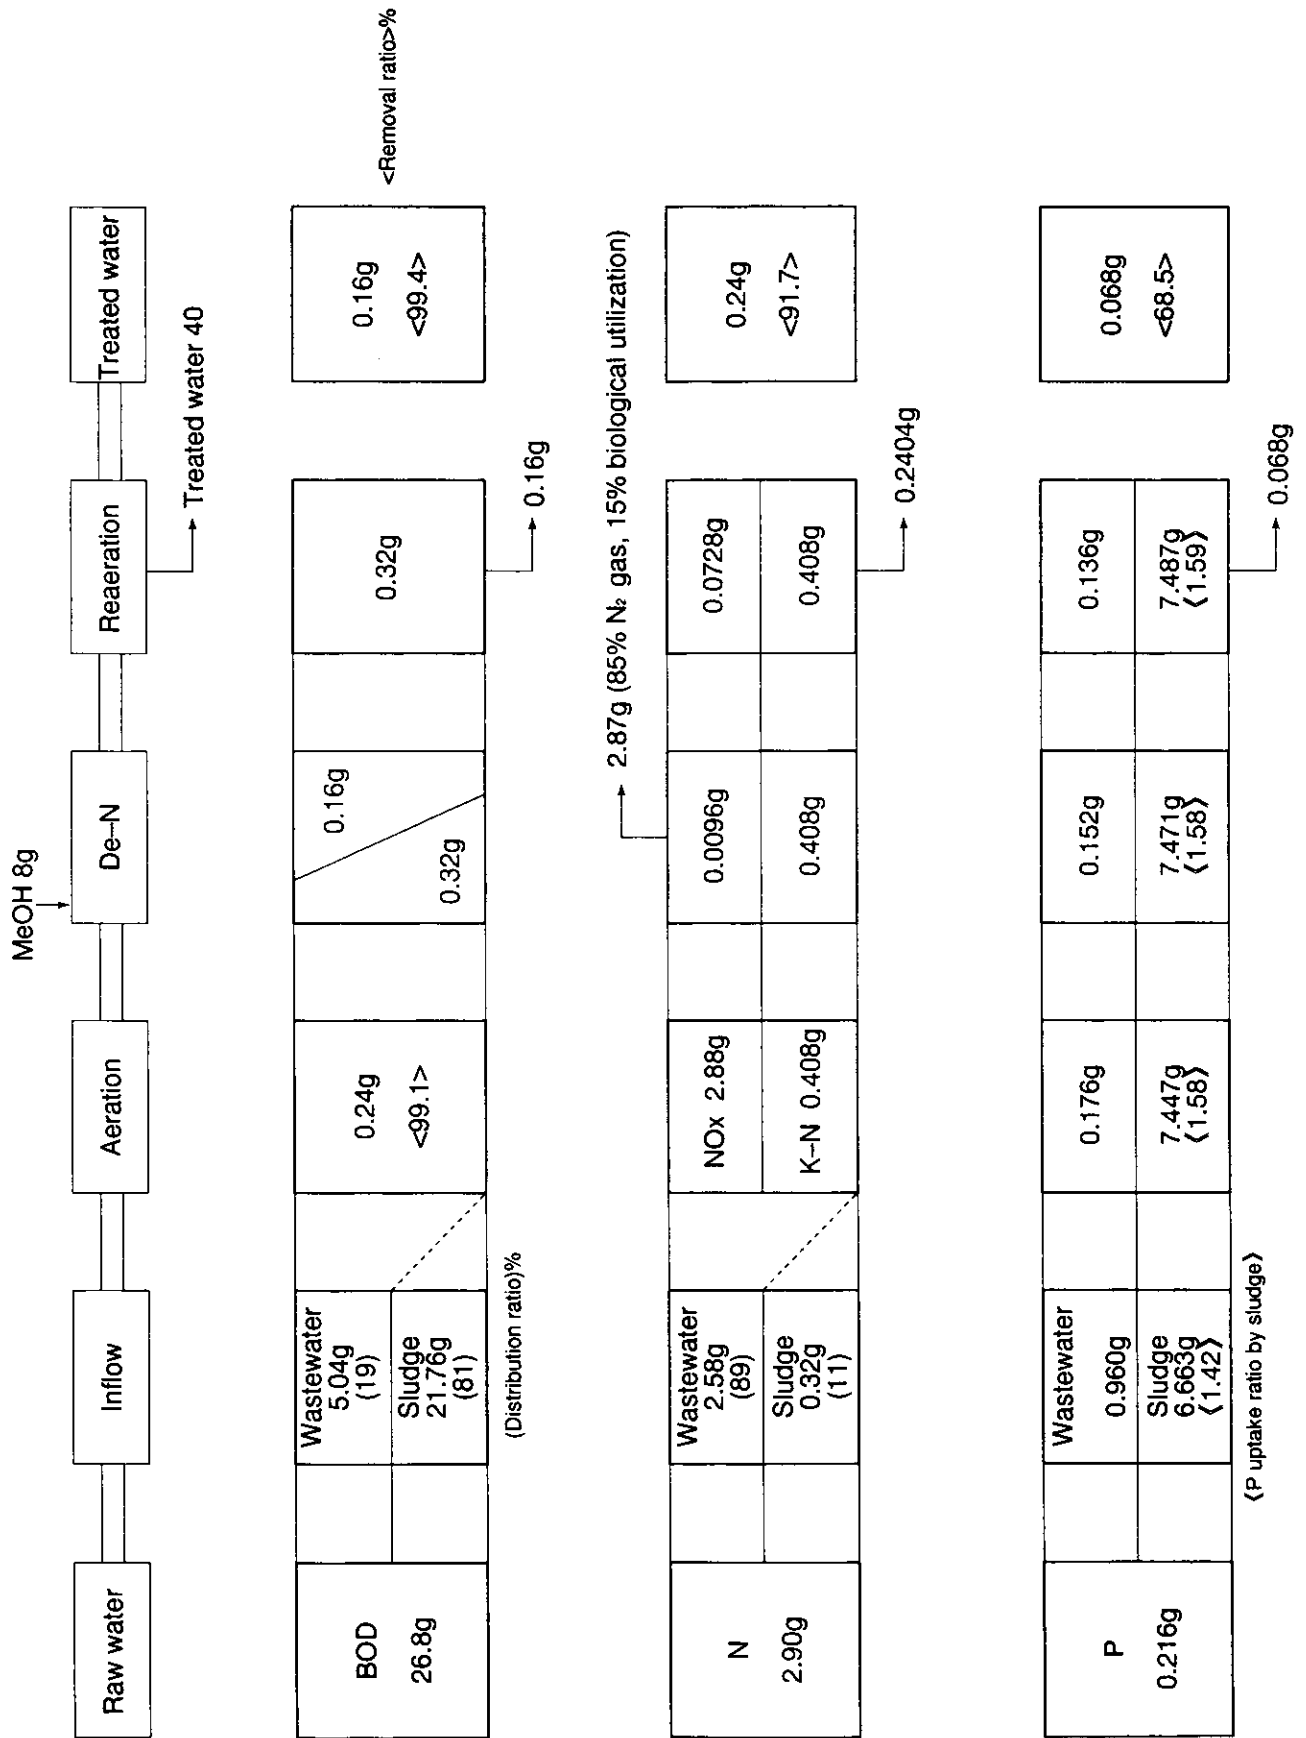 MeOH 8g
Raw water
Inflow
Aeration
De–N
Reaeration
Treated water
Treated water 40
BOD
26.8g
Wastewater
5.04g
(19)
Sludge
21.76g
(81)
0.24g
<99.1>
0.16g
0.32g
0.32g
0.16g
<99.4>
<Removal ratio>%
0.16g
(Distribution ratio)%
2.87g (85% N₂ gas, 15% biological utilization)
N
2.90g
Wastewater
2.58g
(89)
Sludge
0.32g
(11)
NOx 2.88g
K–N 0.408g
0.0096g
0.408g
0.0728g
0.408g
0.24g
<91.7>
0.2404g
P
0.216g
Wastewater
0.960g
Sludge
6.663g
《1.42》
0.176g
7.447g
《1.58》
0.152g
7.471g
《1.58》
0.136g
7.487g
《1.59》
0.068g
<68.5>
0.068g
《P uptake ratio by sludge》